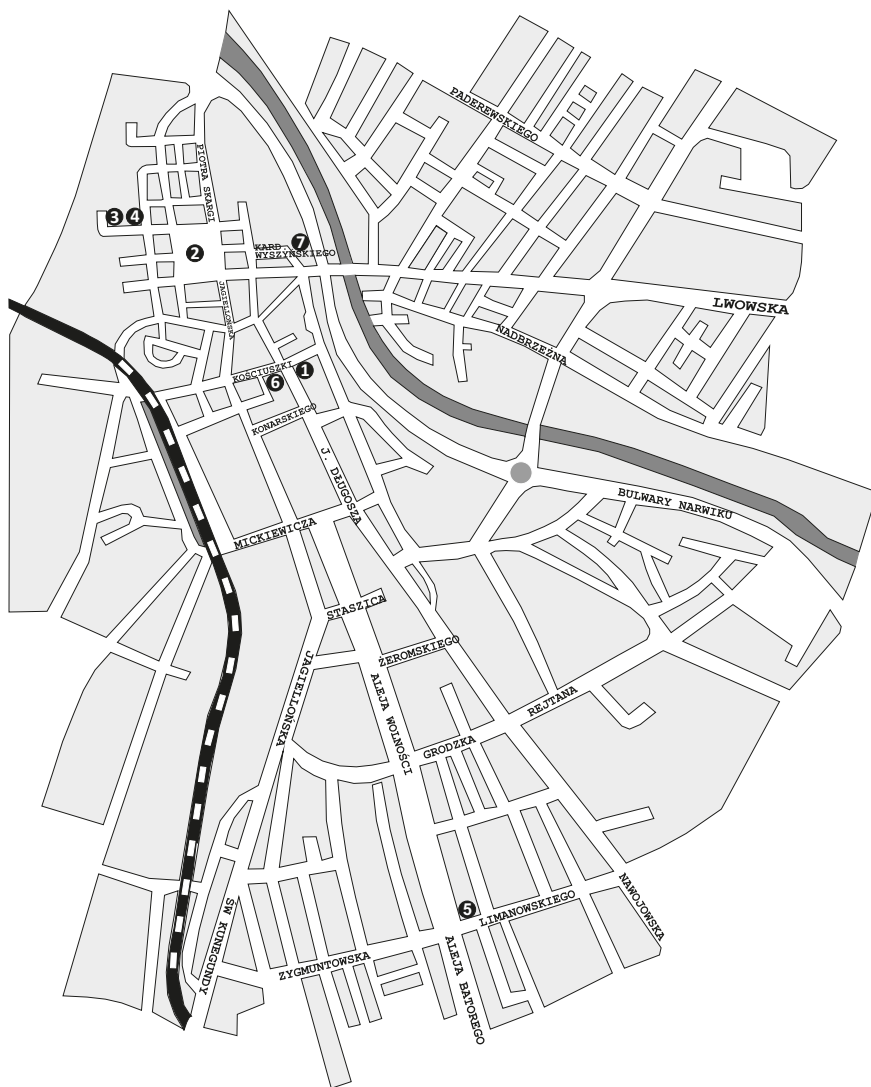 PADEREWSKIEGO
PIOTRA SKARGI
3
4
7
2
KARD.
WYSZYŃSKIEGO
JAGIELLOŃSKA
LWOWSKA
NADBRZEŻNA
KOŚCIUSZKI
1
6
KONARSKIEGO
J. DŁUGOSZA
BULWARY NARWIKU
MICKIEWICZA
STASZICA
ŻEROMSKIEGO
JAGIELLOŃSKA
ALEJA WOLNOŚCI
REJTANA
GRODZKA
NAWOJOWSKA
5
LIMANOWSKIEGO
ŚW KUNEGUNDY
ZYGMUNTOWSKA
ALEJA BATOREGO